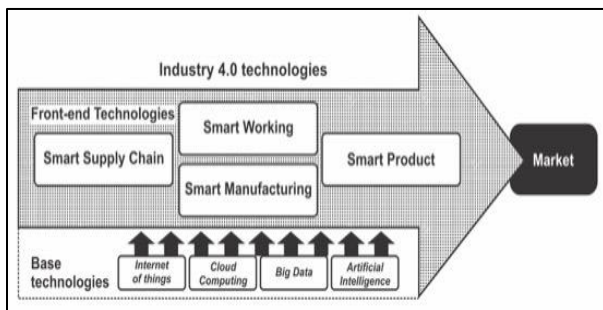 Industry 4.0 technologies
Front-end Technologies
Smart Working
Smart Supply Chain
Smart Product
Market
Smart Manufacturing
Base
technologies
Internet
of things
Cloud
Computing
Big Data
Artificial
Intelligence